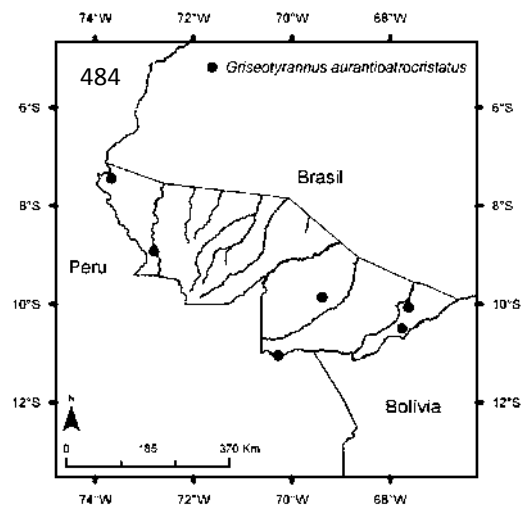 74°W 72°W 70°W 68°W
484
Griseotyrannus aurantioatrocristatus
6°S 6°S
Brasil
8°S 8°S
Peru
10°S 10°S
12°S 12°S
Bolívia
N
0 185 370 Km
74°W 72°W 70°W 68°W